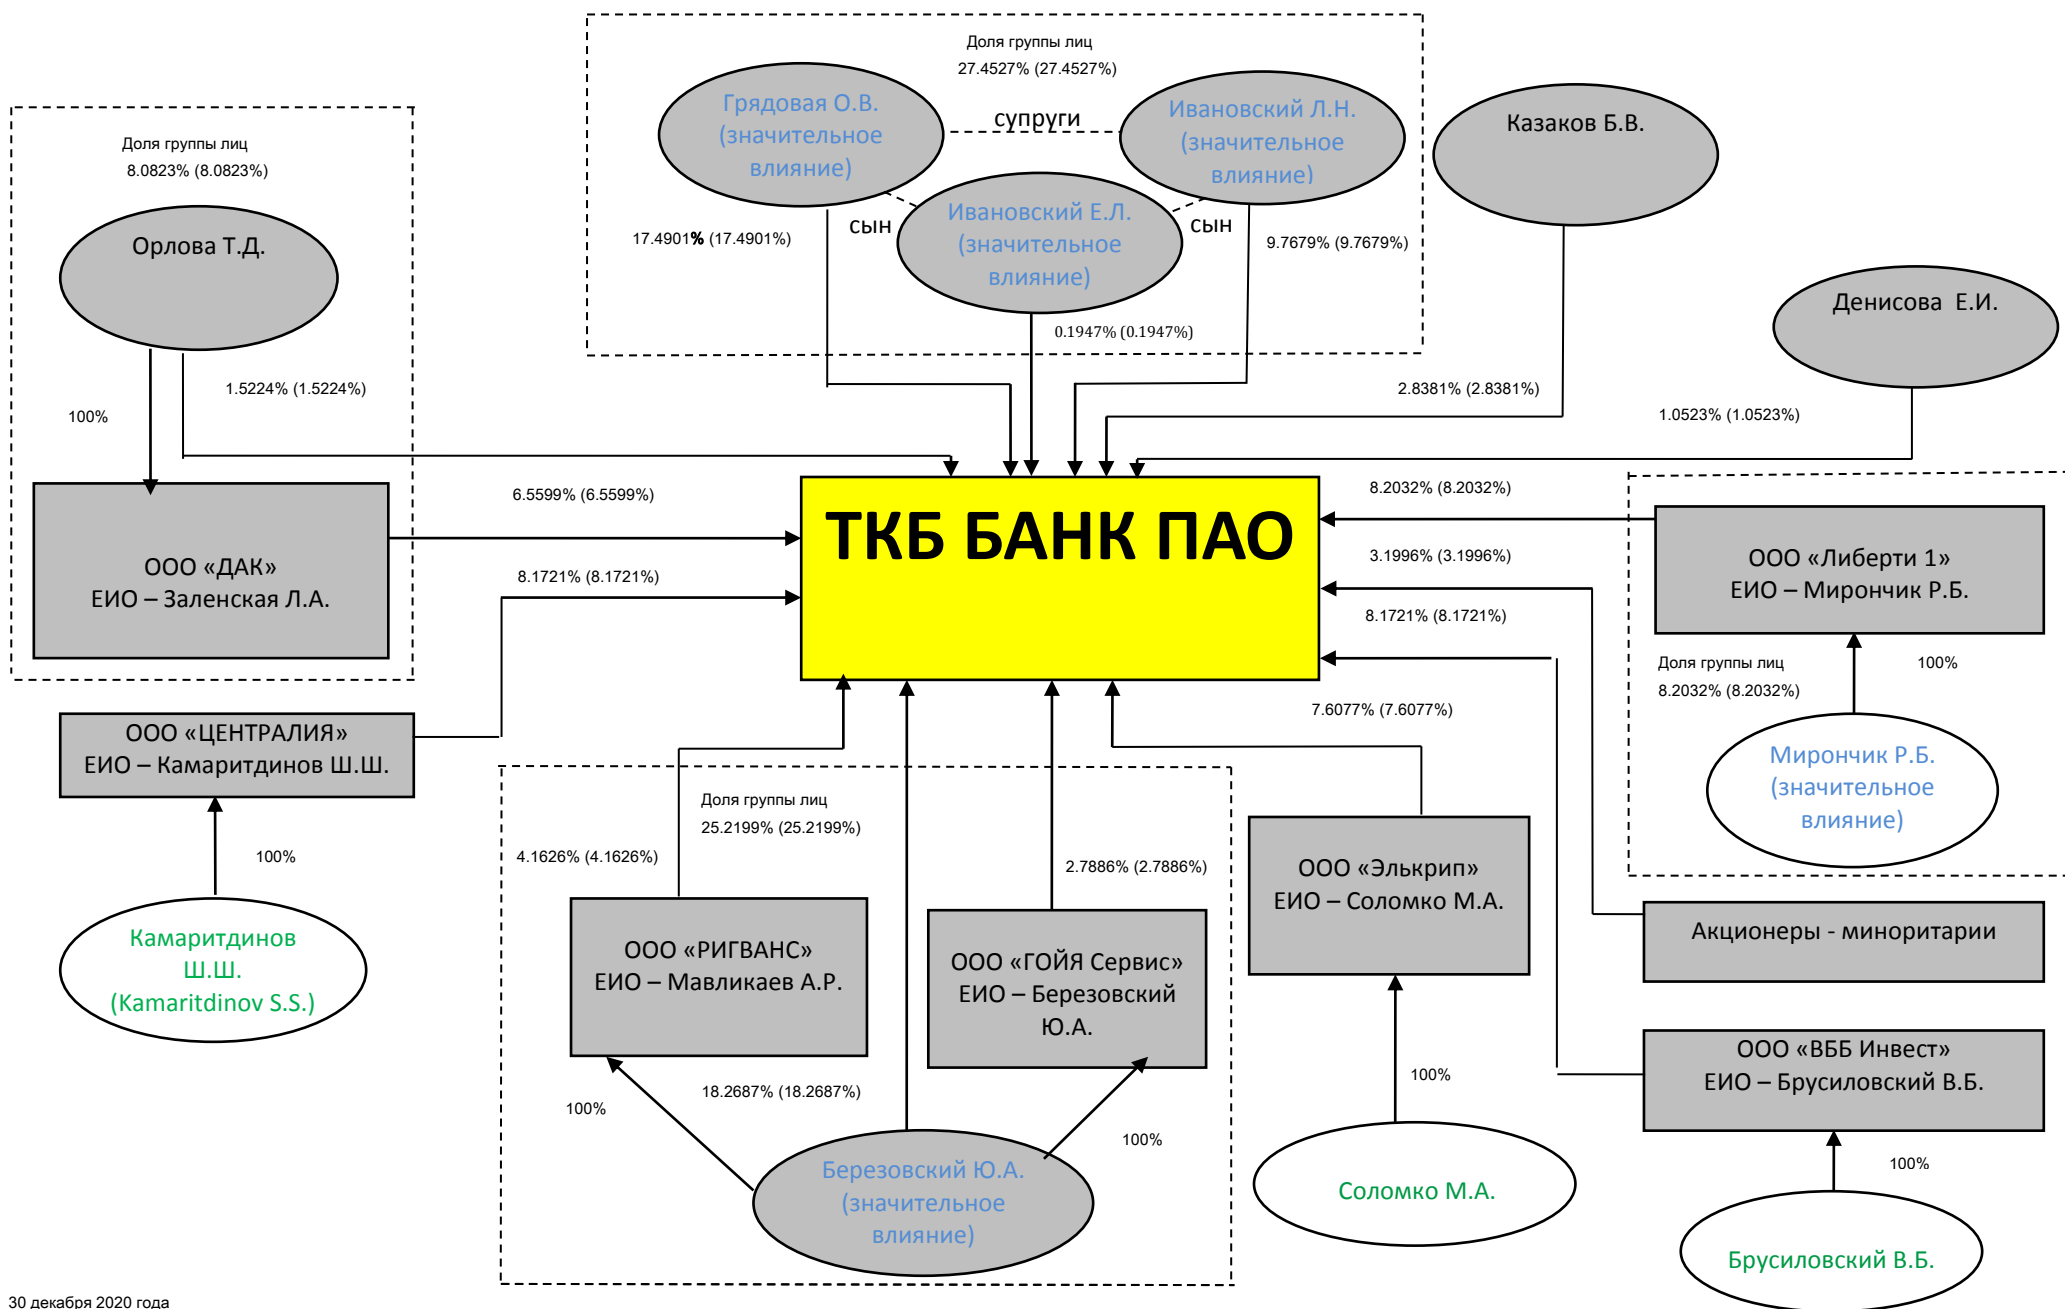 Доля группы лиц
27.4527% (27.4527%)
Грядовая О.В.
(значительное
влияние)
супруги
Ивановский Л.Н.
(значительное
влияние)
Казаков Б.В.
Доля группы лиц
8.0823% (8.0823%)
Орлова Т.Д.
17.4901% (17.4901%)
сын
Ивановский Е.Л.
(значительное
влияние)
сын
9.7679% (9.7679%)
Денисова Е.И.
0.1947% (0.1947%)
1.5224% (1.5224%)
100%
2.8381% (2.8381%)
1.0523% (1.0523%)
6.5599% (6.5599%)
ТКБ БАНК ПАО
8.2032% (8.2032%)
ООО «ДАК»
ЕИО – Заленская Л.А.
8.1721% (8.1721%)
3.1996% (3.1996%)
8.1721% (8.1721%)
ООО «Либерти 1»
ЕИО – Мирончик Р.Б.
Доля группы лиц
8.2032% (8.2032%)
100%
ООО «ЦЕНТРАЛИЯ»
ЕИО – Камаритдинов Ш.Ш.
7.6077% (7.6077%)
Мирончик Р.Б.
(значительное
влияние)
Доля группы лиц
25.2199% (25.2199%)
100%
4.1626% (4.1626%)
2.7886% (2.7886%)
ООО «Элькрип»
ЕИО – Соломко М.А.
Камаритдинов
Ш.Ш.
(Kamaritdinov S.S.)
ООО «РИГВАНС»
ЕИО – Мавликаев А.Р.
ООО «ГОЙЯ Сервис»
ЕИО – Березовский
Ю.А.
Акционеры - миноритарии
ООО «ВББ Инвест»
ЕИО – Брусиловский В.Б.
100%
18.2687% (18.2687%)
100%
100%
100%
Березовский Ю.А.
(значительное
влияние)
Соломко М.А.
Брусиловский В.Б.
30 декабря 2020 года